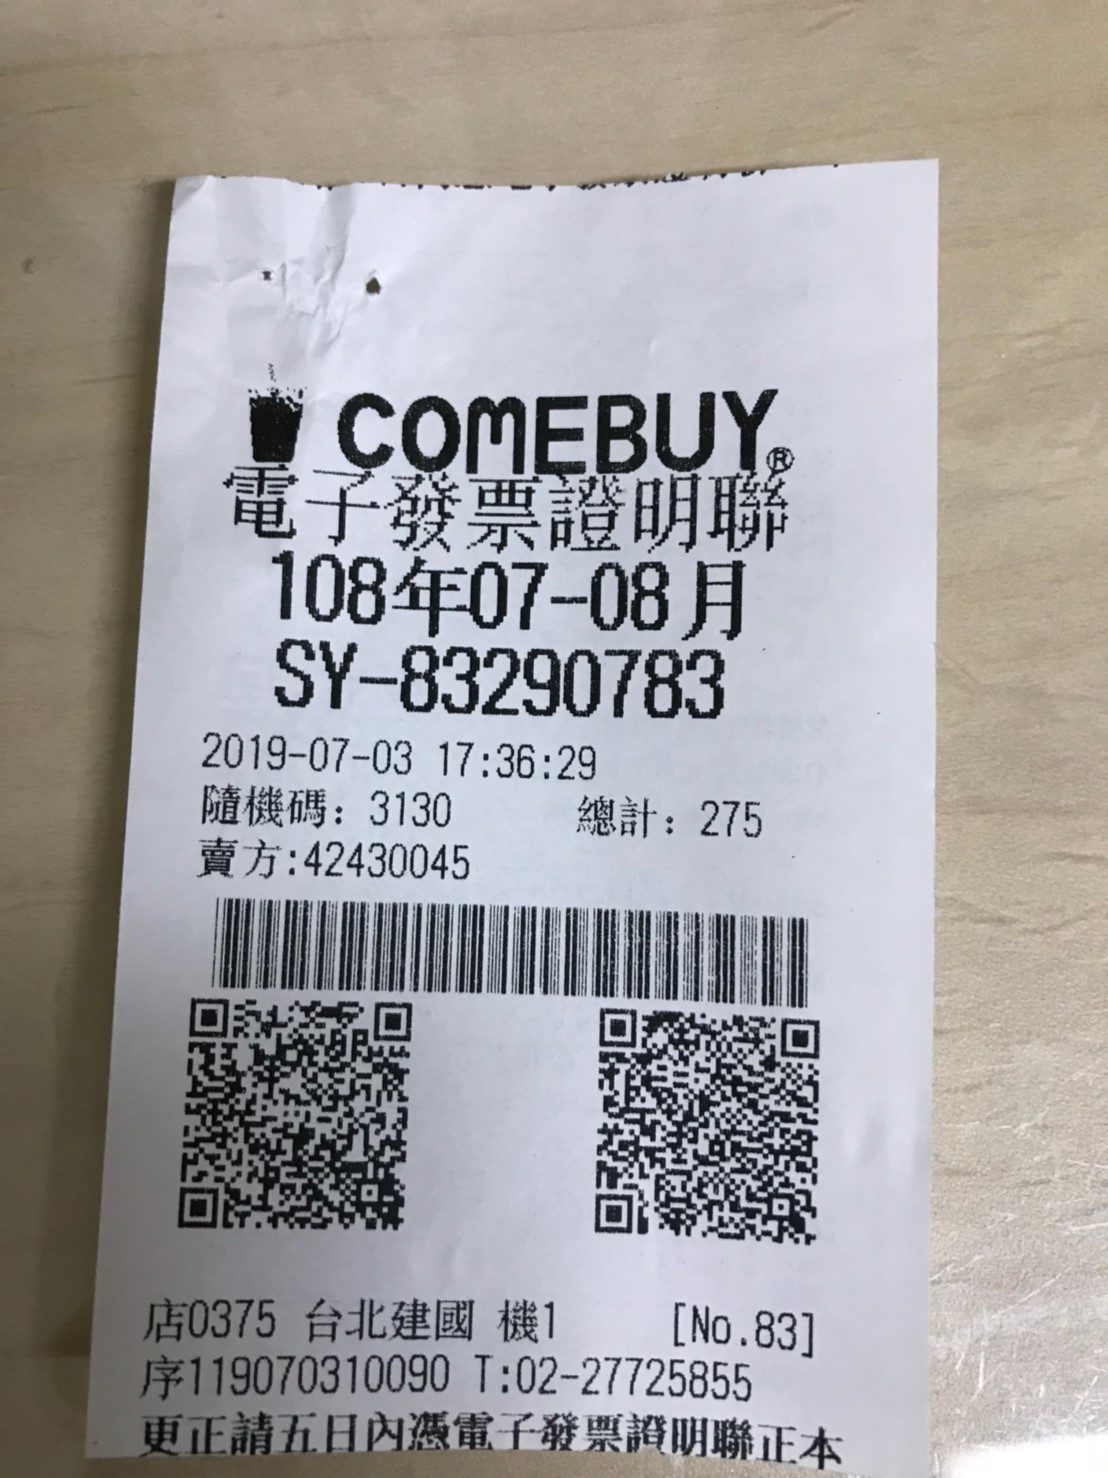 COMEBUY®
電子發票證明聯
108年07-08月
SY-83290783
2019-07-03 17:36:29
隨機碼: 3130 總計: 275
賣方:42430045
店0375 台北建國 機1 [No.83]
序119070310090 T:02-27725855
更正請五日內憑電子發票證明聯正本